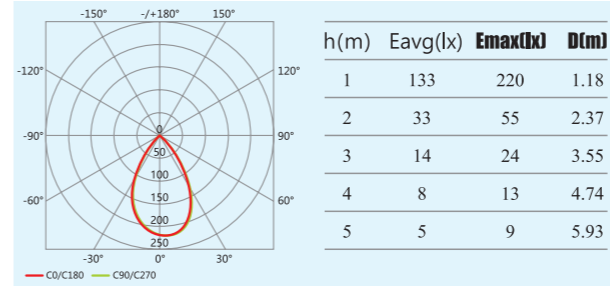 -150° -/+180° 150°
-120° 120°
-90° 0 90°
50
100
-60° 150 60°
200
250
-30° 0° 30°
C0/C180 C90/C270
h(m) Eavg(lx) Emax(lx) D(m)
1 133 220 1.18
2 33 55 2.37
3 14 24 3.55
4 8 13 4.74
5 5 9 5.93